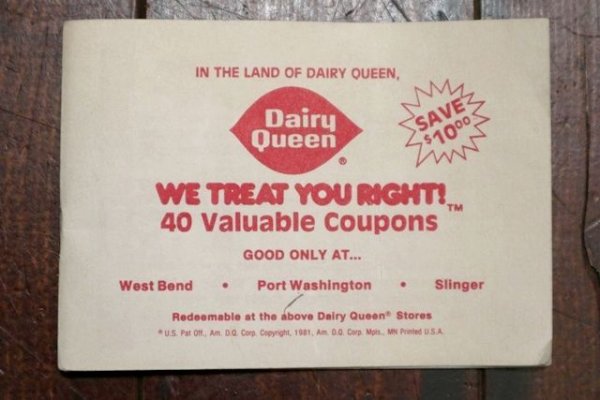 IN THE LAND OF DAIRY QUEEN,
Dairy
Queen
®
SAVE
$10⁰⁰
WE TREAT YOU RIGHT!™
40 Valuable Coupons
GOOD ONLY AT...
West Bend • Port Washington • Slinger
Redeemable at the above Dairy Queen® Stores
® U.S. Pat Off., Am. D.Q. Corp. Copyright, 1981, Am. D.Q. Corp. Mpls., MN Printed U.S.A.